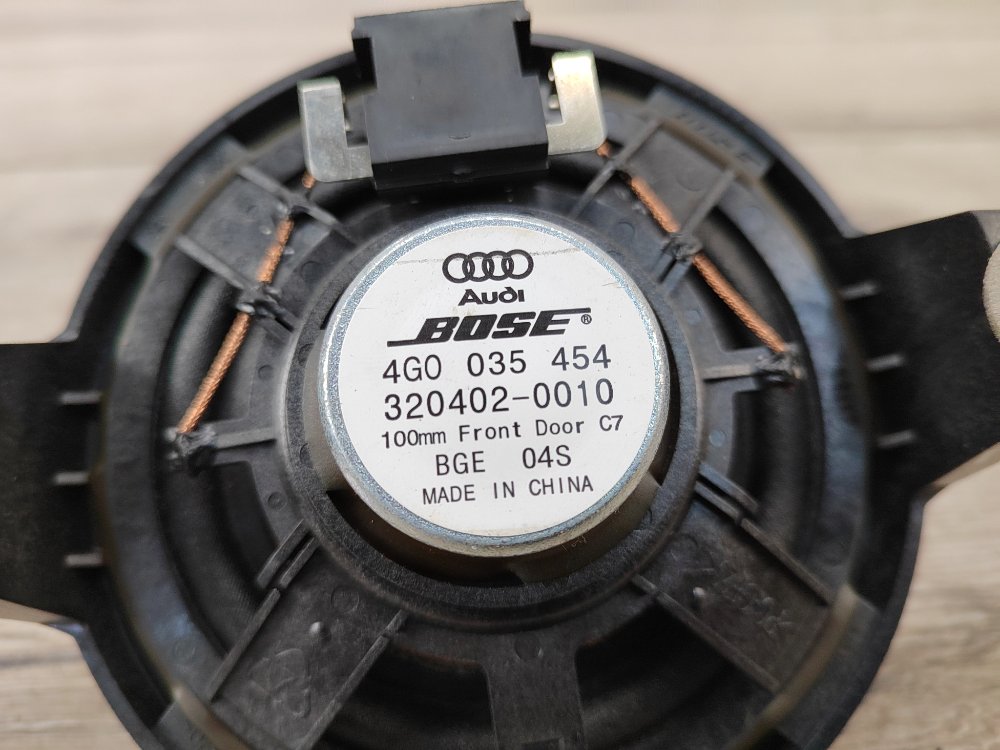 Audi
BOSE®
4G0 035 454
320402-0010
100mm Front Door C7
BGE 04S
MADE IN CHINA